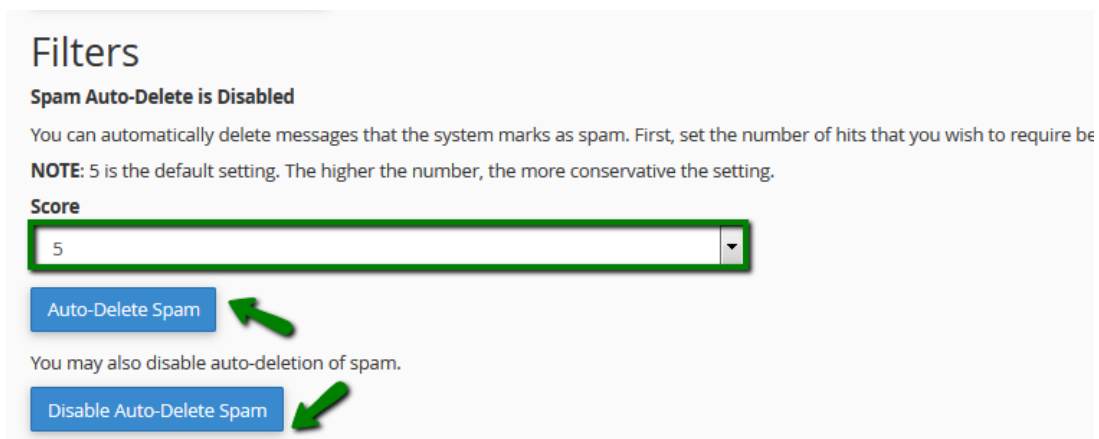 Filters
Spam Auto-Delete is Disabled
You can automatically delete messages that the system marks as spam. First, set the number of hits that you wish to require
NOTE: 5 is the default setting. The higher the number, the more conservative the setting.
Score
5
Auto-Delete Spam
You may also disable auto-deletion of spam.
Disable Auto-Delete Spam